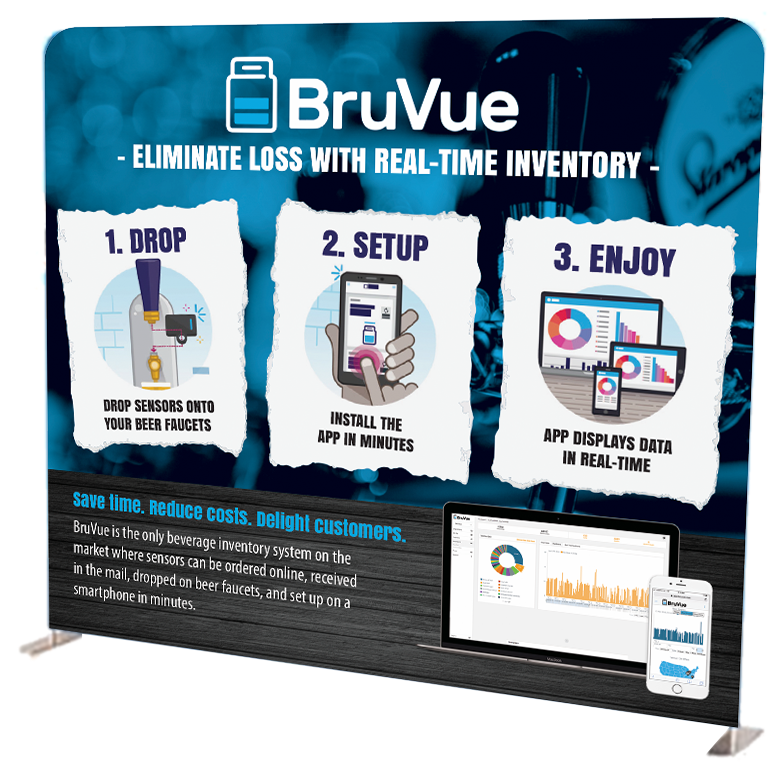 BruVue
- ELIMINATE LOSS WITH REAL-TIME INVENTORY -
1. DROP
DROP SENSORS ONTO
YOUR BEER FAUCETS
2. SETUP
INSTALL THE
APP IN MINUTES
3. ENJOY
APP DISPLAYS DATA
IN REAL-TIME
Save time. Reduce costs. Delight customers.
BruVue is the only beverage inventory system on the
market where sensors can be ordered online, received
in the mail, dropped on beer faucets, and set up on a
smartphone in minutes.
BruVue
BruVue